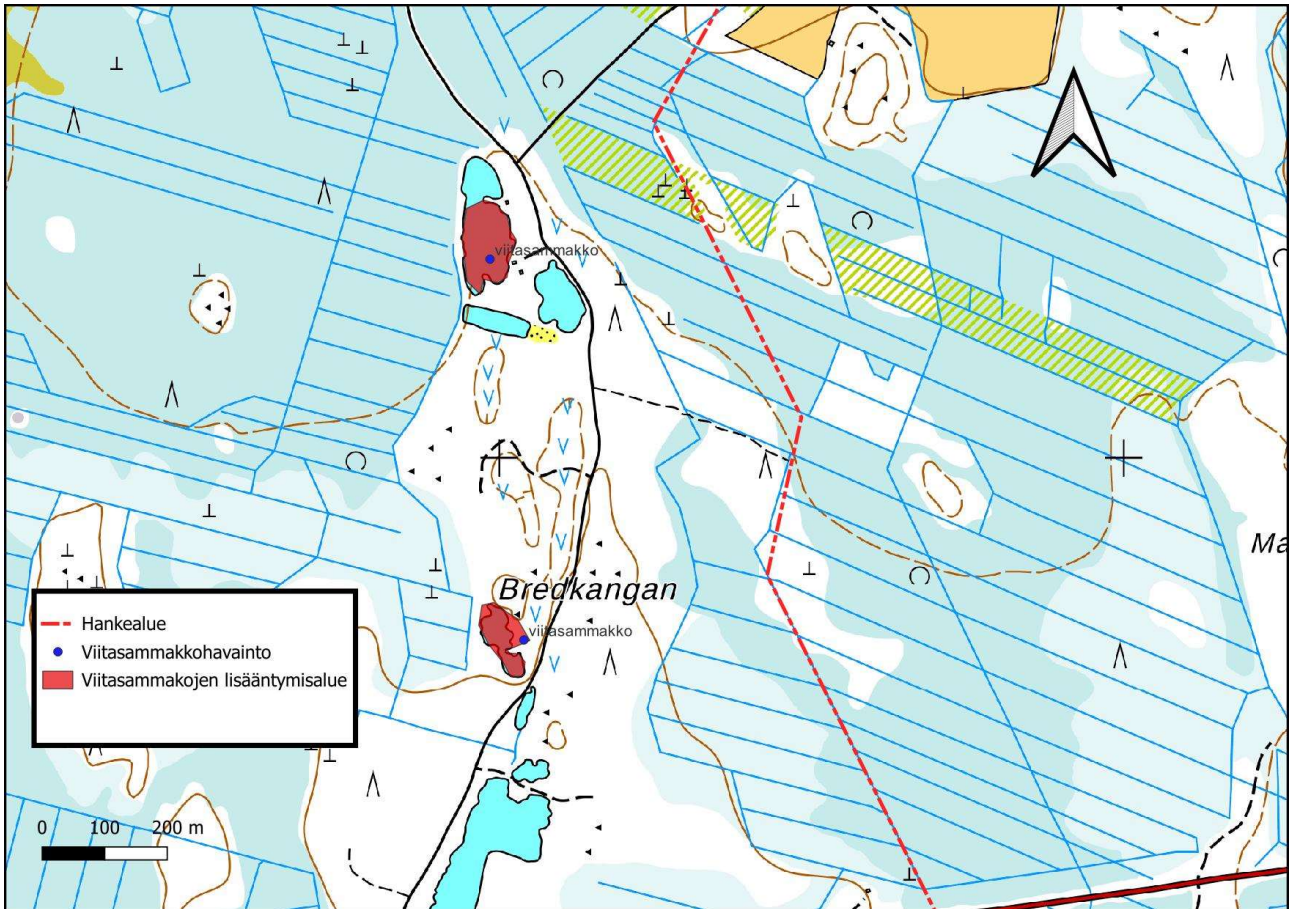 viitasammakko
Ma
Bredkangan
viitasammakko
Hankealue
Viitasammakkohavainto
Viitasammakojen lisääntymisalue
0 100 200 m